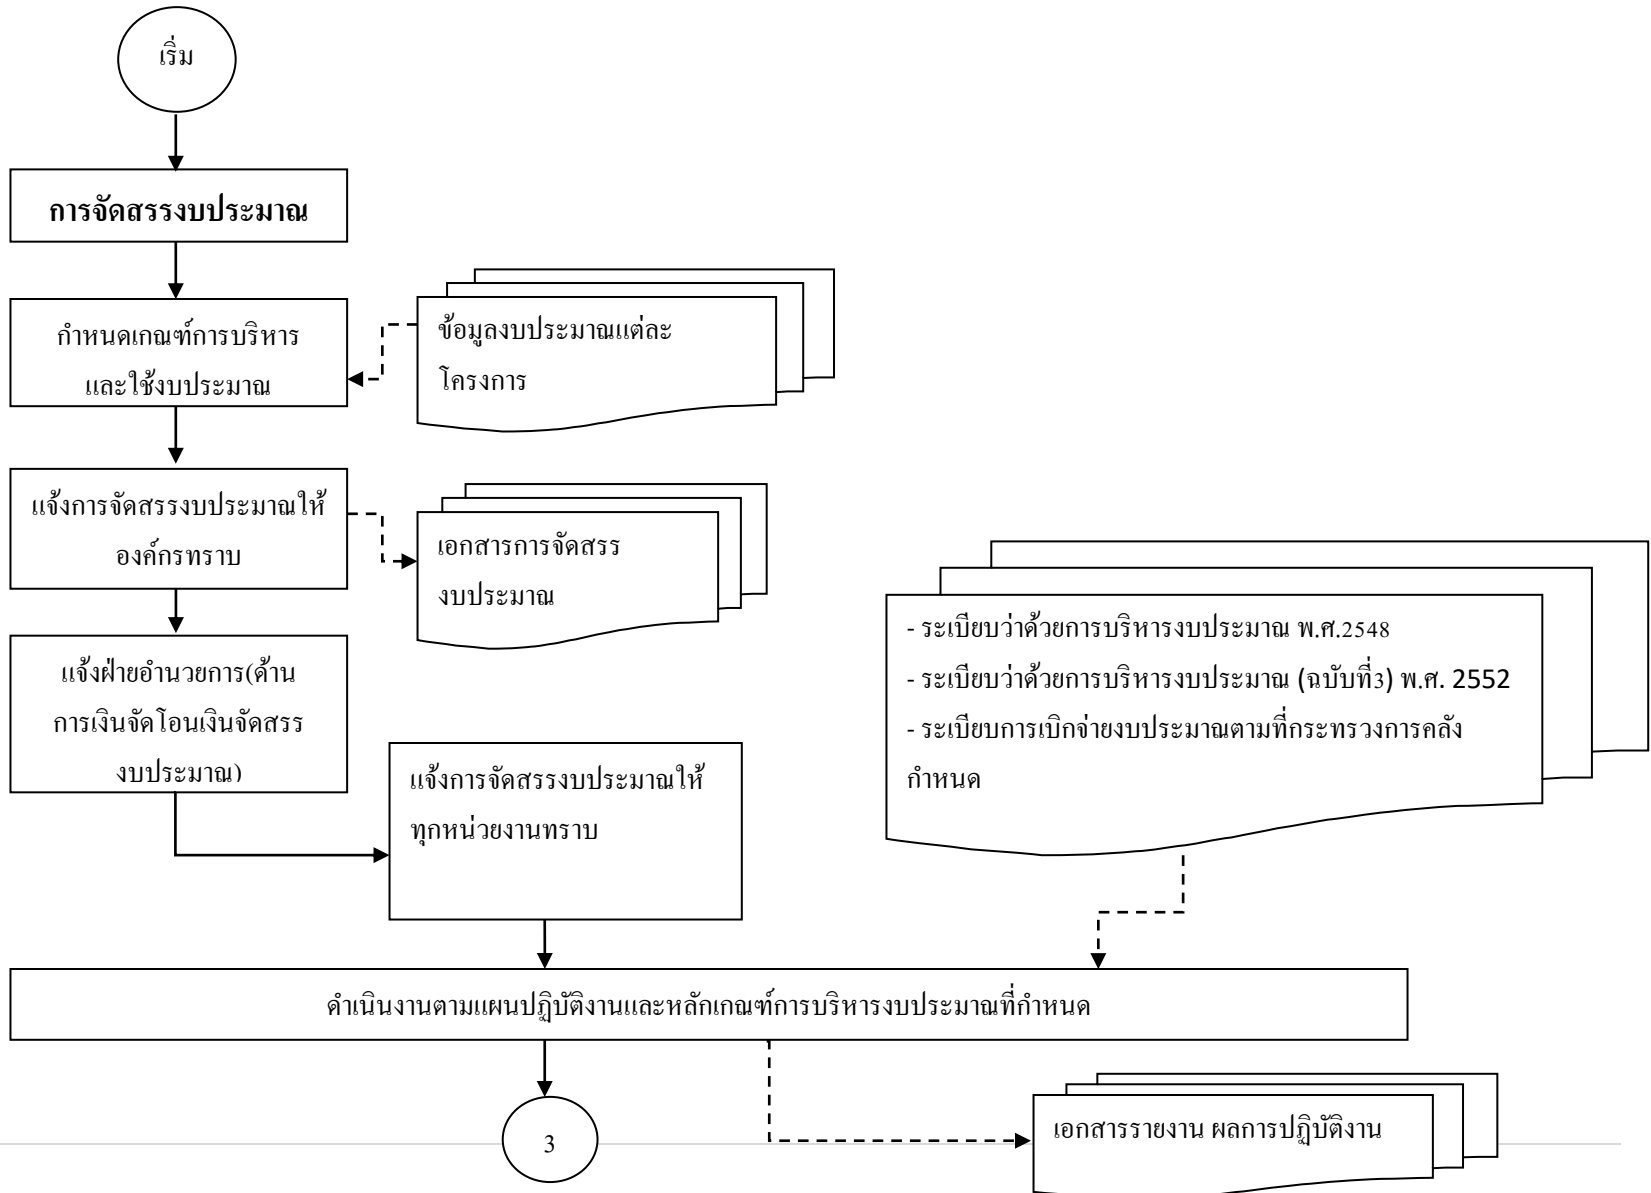 เริ่ม
การจัดสรรงบประมาณ
กำหนดเกณฑ์การบริหาร
และใช้งบประมาณ
ข้อมูลงบประมาณแต่ละ
โครงการ
แจ้งการจัดสรรงบประมาณให้
องค์กรทราบ
เอกสารการจัดสรร
งบประมาณ
แจ้งฝ่ายอำนวยการ(ด้าน
การเงินจัดโอนเงินจัดสรร
งบประมาณ)
แจ้งการจัดสรรงบประมาณให้
ทุกหน่วยงานทราบ
- ระเบียบว่าด้วยการบริหารงบประมาณ พ.ศ.2548
- ระเบียบว่าด้วยการบริหารงบประมาณ (ฉบับที่3) พ.ศ. 2552
- ระเบียบการเบิกจ่ายงบประมาณตามที่กระทรวงการคลัง
กำหนด
ดำเนินงานตามแผนปฏิบัติงานและหลักเกณฑ์การบริหารงบประมาณที่กำหนด
3
เอกสารรายงาน ผลการปฏิบัติงาน